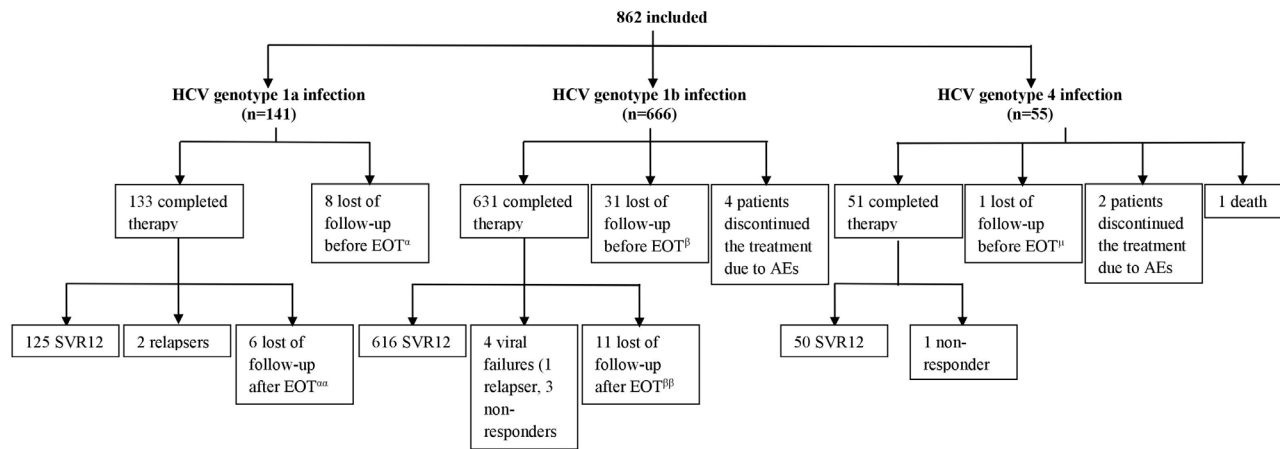 862 included
HCV genotype 1a infection
(n=141)
HCV genotype 1b infection
(n=666)
HCV genotype 4 infection
(n=55)
133 completed
therapy
8 lost of
follow-up
before EOTᵅ
631 completed
therapy
31 lost of
follow-up
before EOTᵝ
4 patients
discontinued
the treatment
due to AEs
51 completed
therapy
1 lost of
follow-up
before EOTᵘ
2 patients
discontinued
the treatment
due to AEs
1 death
125 SVR12
2 relapsers
6 lost of
follow-up
after EOTᵅᵅ
616 SVR12
4 viral
failures (1
relapser, 3
non-
responders
11 lost of
follow-up
after EOTᵝᵝ
50 SVR12
1 non-
responder